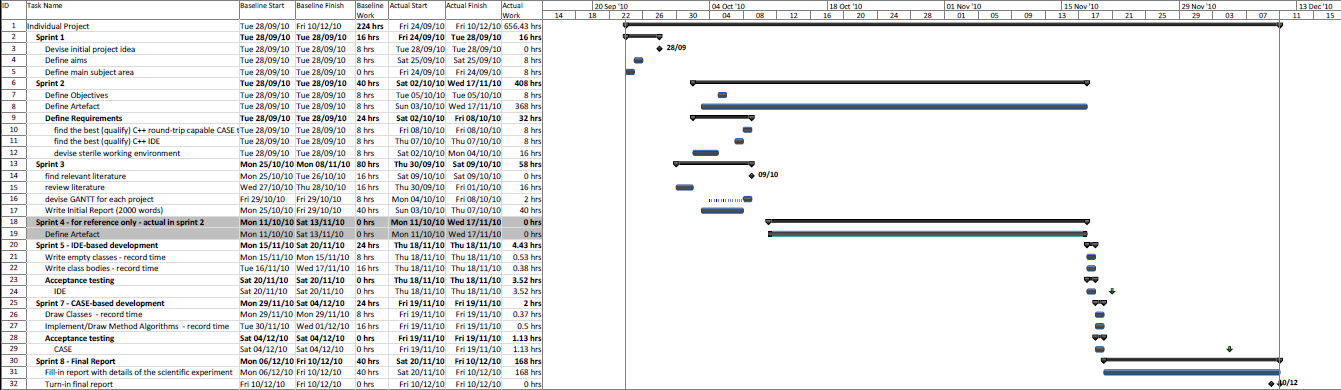 ID Task Name Baseline Start Baseline Finish Baseline Work Actual Start Actual Finish Actual Work 20 Sep '10 04 Oct '10 18 Oct '10 01 Nov '10 15 Nov '10 29 Nov '10 13 Dec '10
14 18 22 26 30 04 08 12 16 20 24 28 01 05 09 13 17 21 25 29 03 07 11 15
1 Individual Project Tue 28/09/10 Fri 10/12/10 224 hrs Fri 24/09/10 Fri 10/12/10 656.43 hrs
2 Sprint 1 Tue 28/09/10 Tue 28/09/10 16 hrs Fri 24/09/10 Tue 28/09/10 16 hrs
3 Devise initial project idea Tue 28/09/10 Tue 28/09/10 8 hrs Tue 28/09/10 Tue 28/09/10 0 hrs 28/09
4 Define aims Tue 28/09/10 Tue 28/09/10 8 hrs Sat 25/09/10 Sat 25/09/10 8 hrs
5 Define main subject area Tue 28/09/10 Tue 28/09/10 0 hrs Fri 24/09/10 Fri 24/09/10 8 hrs
6 Sprint 2 Tue 28/09/10 Tue 28/09/10 40 hrs Sat 02/10/10 Wed 17/11/10 408 hrs
7 Define Objectives Tue 28/09/10 Tue 28/09/10 8 hrs Tue 05/10/10 Tue 05/10/10 8 hrs
8 Define Artefact Tue 28/09/10 Tue 28/09/10 8 hrs Sun 03/10/10 Wed 17/11/10 368 hrs
9 Define Requirements Tue 28/09/10 Tue 28/09/10 24 hrs Sat 02/10/10 Fri 08/10/10 32 hrs
10 find the best (qualify) C++ round-trip capable CASE t Tue 28/09/10 Tue 28/09/10 8 hrs Fri 08/10/10 Fri 08/10/10 8 hrs
11 find the best (qualify) C++ IDE Tue 28/09/10 Tue 28/09/10 8 hrs Thu 07/10/10 Thu 07/10/10 8 hrs
12 devise sterile working environment Tue 28/09/10 Tue 28/09/10 8 hrs Sat 02/10/10 Mon 04/10/10 16 hrs
13 Sprint 3 Mon 25/10/10 Mon 08/11/10 80 hrs Thu 30/09/10 Sat 09/10/10 58 hrs
14 find relevant literature Mon 25/10/10 Tue 26/10/10 16 hrs Sat 09/10/10 Sat 09/10/10 0 hrs 09/10
15 review literature Wed 27/10/10 Thu 28/10/10 16 hrs Thu 30/09/10 Fri 01/10/10 16 hrs
16 devise GANTT for each project Fri 29/10/10 Fri 29/10/10 8 hrs Mon 04/10/10 Fri 08/10/10 2 hrs
17 Write Initial Report (2000 words) Mon 25/10/10 Fri 29/10/10 40 hrs Sun 03/10/10 Thu 07/10/10 40 hrs
18 Sprint 4 - for reference only - actual in sprint 2 Mon 11/10/10 Sat 13/11/10 0 hrs Mon 11/10/10 Wed 17/11/10 0 hrs
19 Define Artefact Mon 11/10/10 Sat 13/11/10 0 hrs Mon 11/10/10 Wed 17/11/10 0 hrs
20 Sprint 5 - IDE-based development Mon 15/11/10 Sat 20/11/10 24 hrs Thu 18/11/10 Thu 18/11/10 4.43 hrs
21 Write empty classes - record time Mon 15/11/10 Mon 15/11/10 8 hrs Thu 18/11/10 Thu 18/11/10 0.53 hrs
22 Write class bodies - record time Tue 16/11/10 Wed 17/11/10 16 hrs Thu 18/11/10 Thu 18/11/10 0.38 hrs
23 Acceptance testing Sat 20/11/10 Sat 20/11/10 0 hrs Thu 18/11/10 Thu 18/11/10 3.52 hrs
24 IDE Sat 20/11/10 Sat 20/11/10 0 hrs Thu 18/11/10 Thu 18/11/10 3.52 hrs
25 Sprint 7 - CASE-based development Mon 29/11/10 Sat 04/12/10 24 hrs Fri 19/11/10 Fri 19/11/10 2 hrs
26 Draw Classes - record time Mon 29/11/10 Mon 29/11/10 8 hrs Fri 19/11/10 Fri 19/11/10 0.37 hrs
27 Implement/Draw Method Algorithms - record time Tue 30/11/10 Wed 01/12/10 16 hrs Fri 19/11/10 Fri 19/11/10 0.5 hrs
28 Acceptance testing Sat 04/12/10 Sat 04/12/10 0 hrs Fri 19/11/10 Fri 19/11/10 1.13 hrs
29 CASE Sat 04/12/10 Sat 04/12/10 0 hrs Fri 19/11/10 Fri 19/11/10 1.13 hrs
30 Sprint 8 - Final Report Mon 06/12/10 Fri 10/12/10 40 hrs Sat 20/11/10 Fri 10/12/10 168 hrs
31 Fill-in report with details of the scientific experiment Mon 06/12/10 Fri 10/12/10 40 hrs Sat 20/11/10 Fri 10/12/10 168 hrs
32 Turn-in final report Fri 10/12/10 Fri 10/12/10 0 hrs Fri 10/12/10 Fri 10/12/10 0 hrs 10/12